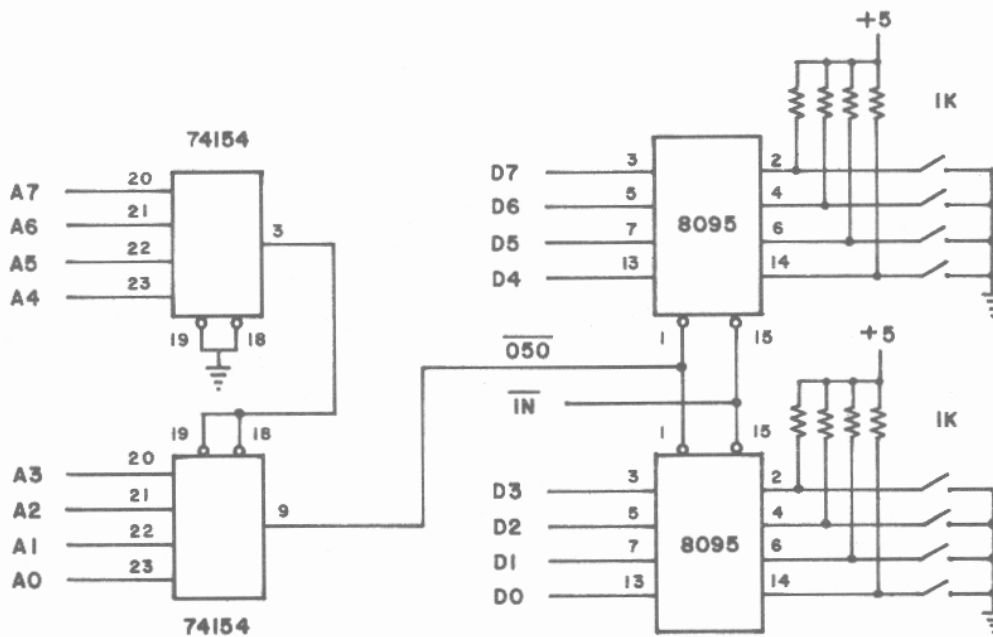 +5
1K
74154
A7 20
A6 21
A5 22
A4 23
3
19 18
D7 3
D6 5
D5 7
D4 13
8095
2
4
6
14
1 15
050
IN
+5
1K
19 18
1 15
A3 20
A2 21
A1 22
A0 23
9
74154
D3 3
D2 5
D1 7
D0 13
8095
2
4
6
14